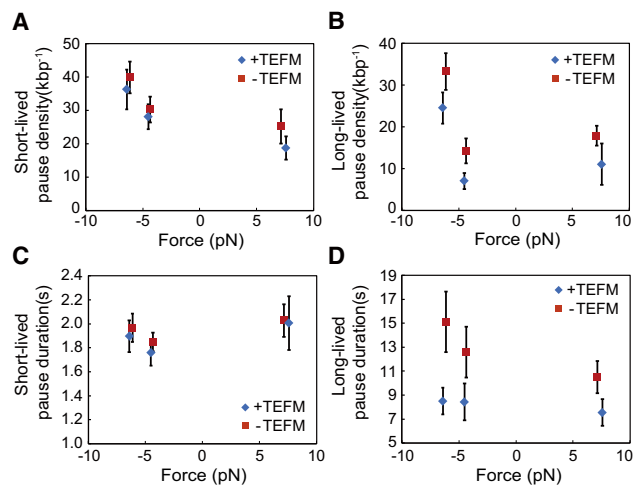 A
Short-lived
pause density(kbp⁻¹)
50
40
30
20
10
0
-10
-5
0
5
10
Force (pN)
+TEFM
-TEFM
B
Long-lived
pause density(kbp⁻¹)
40
30
20
10
0
-10
-5
0
5
10
Force (pN)
+TEFM
-TEFM
C
Short-lived
pause duration(s)
2.4
2.2
2.0
1.8
1.6
1.4
1.2
1.0
-10
-5
0
5
10
Force (pN)
+TEFM
-TEFM
D
Long-lived
pause duration(s)
19
17
15
13
11
9
7
5
-10
-5
0
5
10
Force (pN)
+TEFM
-TEFM